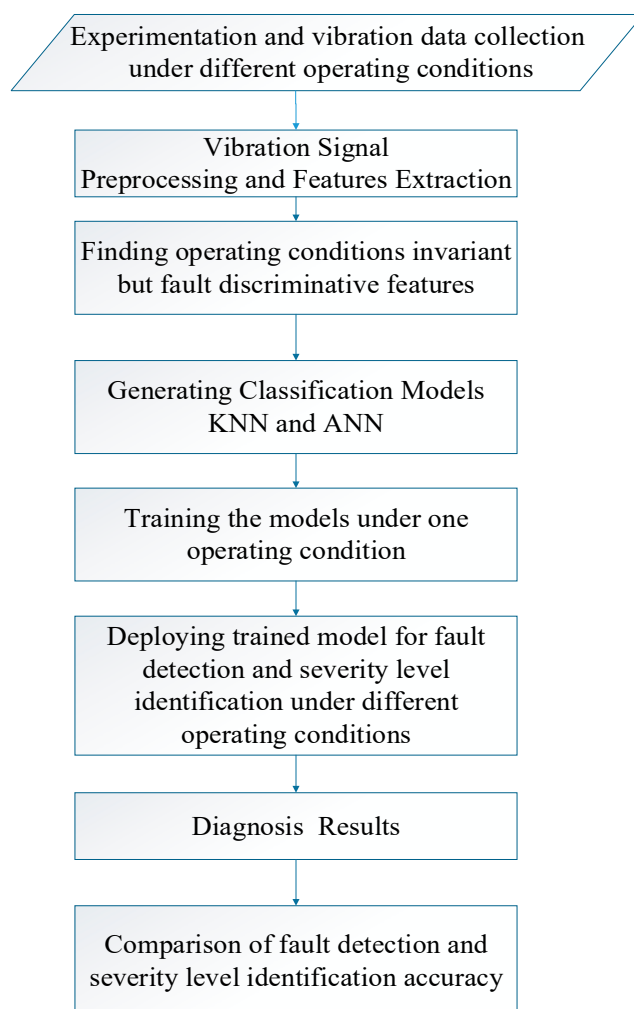 Experimentation and vibration data collection
under different operating conditions
Vibration Signal
Preprocessing and Features Extraction
Finding operating conditions invariant
but fault discriminative features
Generating Classification Models
KNN and ANN
Training the models under one
operating condition
Deploying trained model for fault
detection and severity level
identification under different
operating conditions
Diagnosis  Results
Comparison of fault detection and
severity level identification accuracy